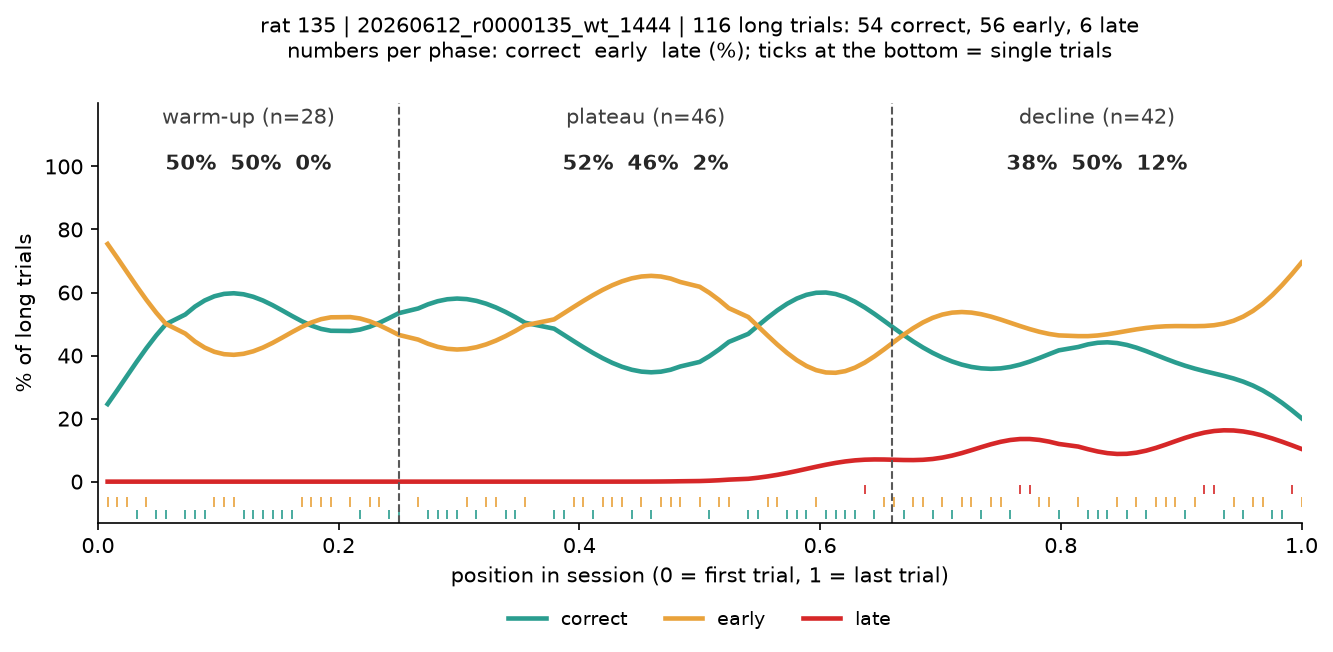 rat 135 | 20260612_r0000135_wt_1444 | 116 long trials: 54 correct, 56 early, 6 late
numbers per phase: correct  early  late (%); ticks at the bottom = single trials
warm-up (n=28)
plateau (n=46)
decline (n=42)
50%  50%  0%
52%  46%  2%
38%  50%  12%
% of long trials
100
80
60
40
20
0
0.0
0.2
0.4
0.6
0.8
1.0
position in session (0 = first trial, 1 = last trial)
correct
early
late